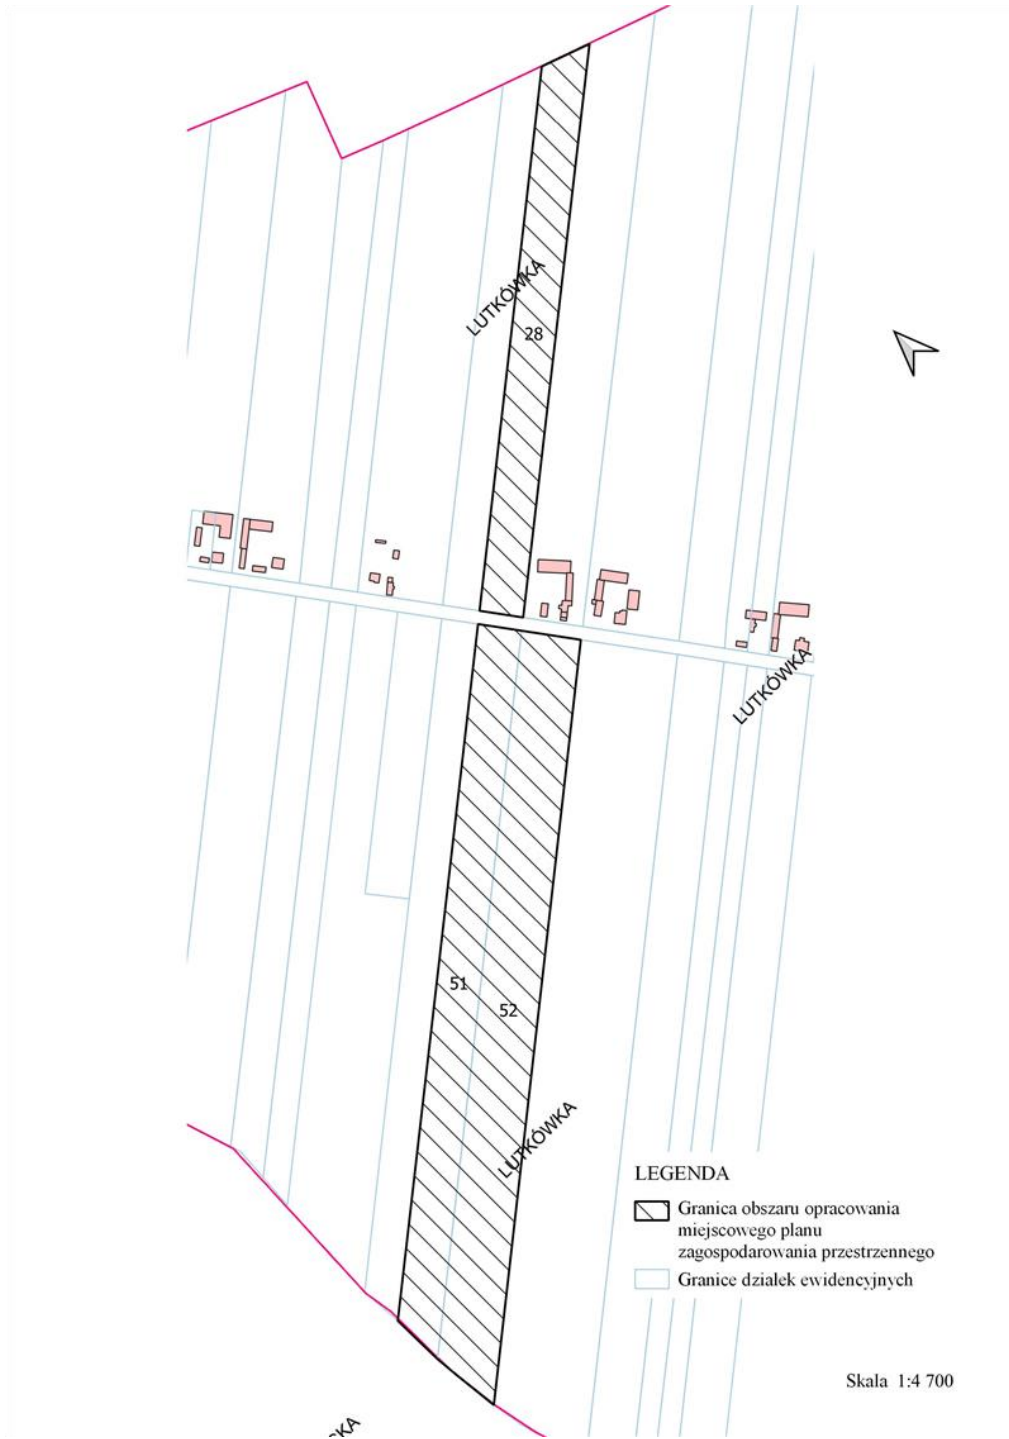 LUTKÓWKA
28
LUTKÓWKA
51
52
LUTKÓWKA
LEGENDA
Granica obszaru opracowania
miejscowego planu
zagospodarowania przestrzennego
Granice działek ewidencyjnych
Skala 1:4 700